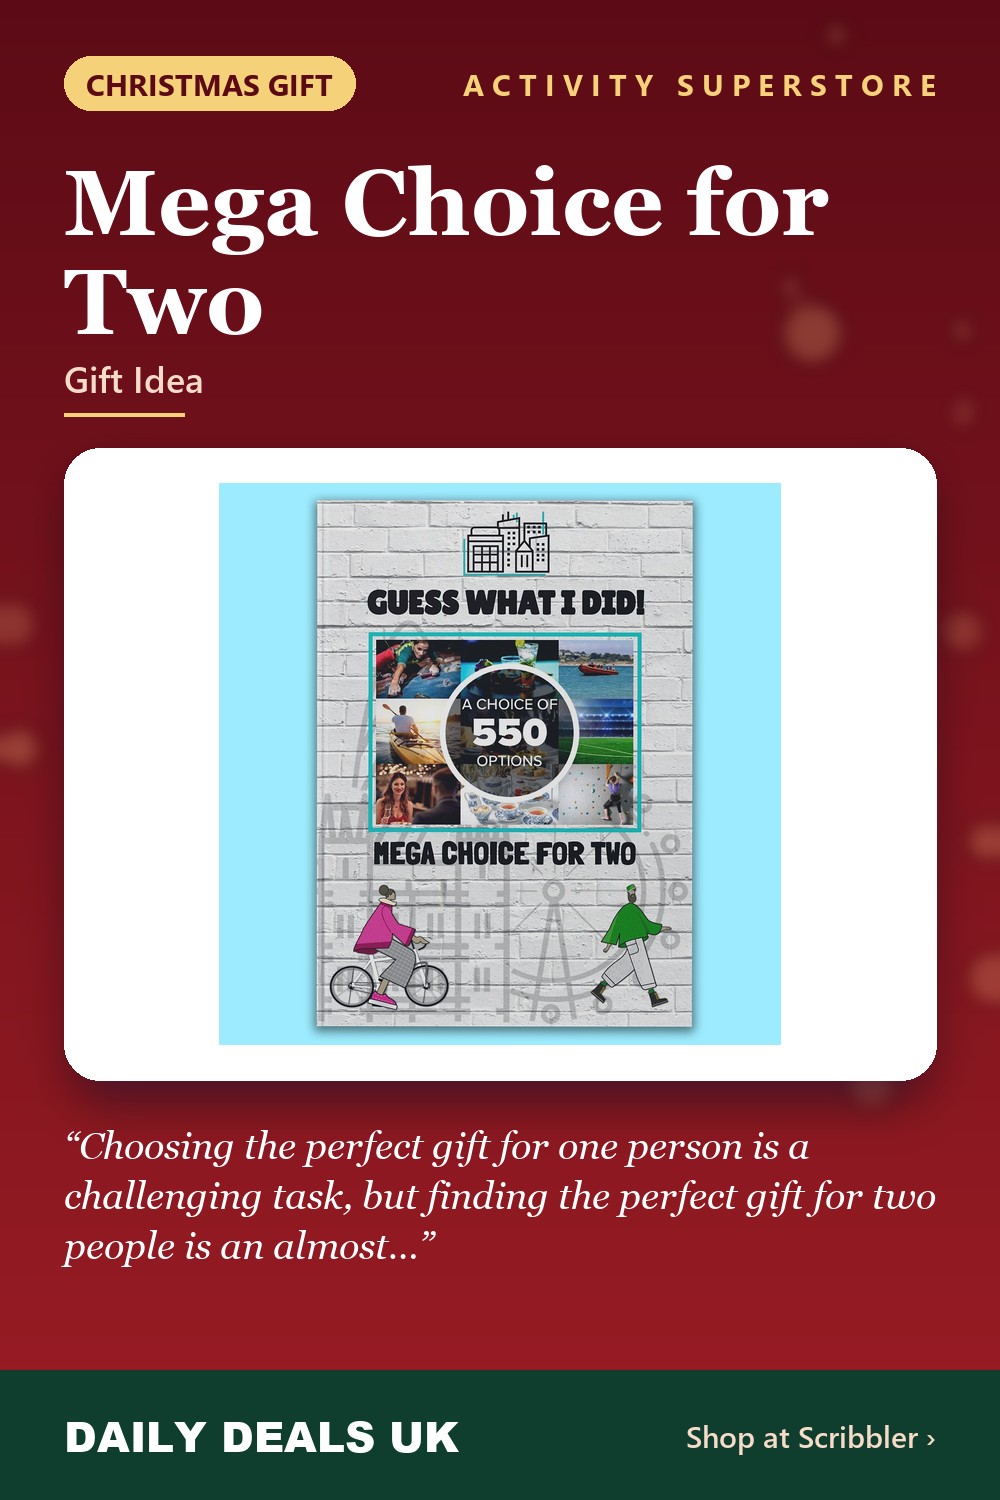 CHRISTMAS GIFT
ACTIVITY SUPERSTORE
Mega Choice for
Two
Gift Idea
GUESS WHAT I DID!
A CHOICE OF
550
OPTIONS
MEGA CHOICE FOR TWO
“Choosing the perfect gift for one person is a
challenging task, but finding the perfect gift for two
people is an almost...”
DAILY DEALS UK
Shop at Scribbler ›